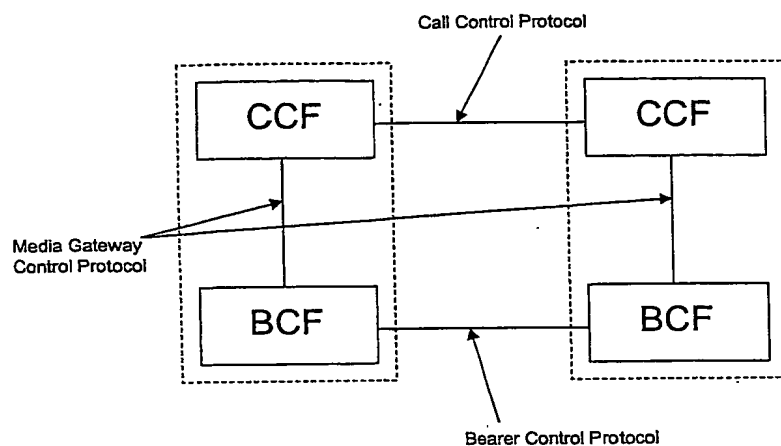 Call Control Protocol
CCF
CCF
Media Gateway
Control Protocol
BCF
BCF
Bearer Control Protocol